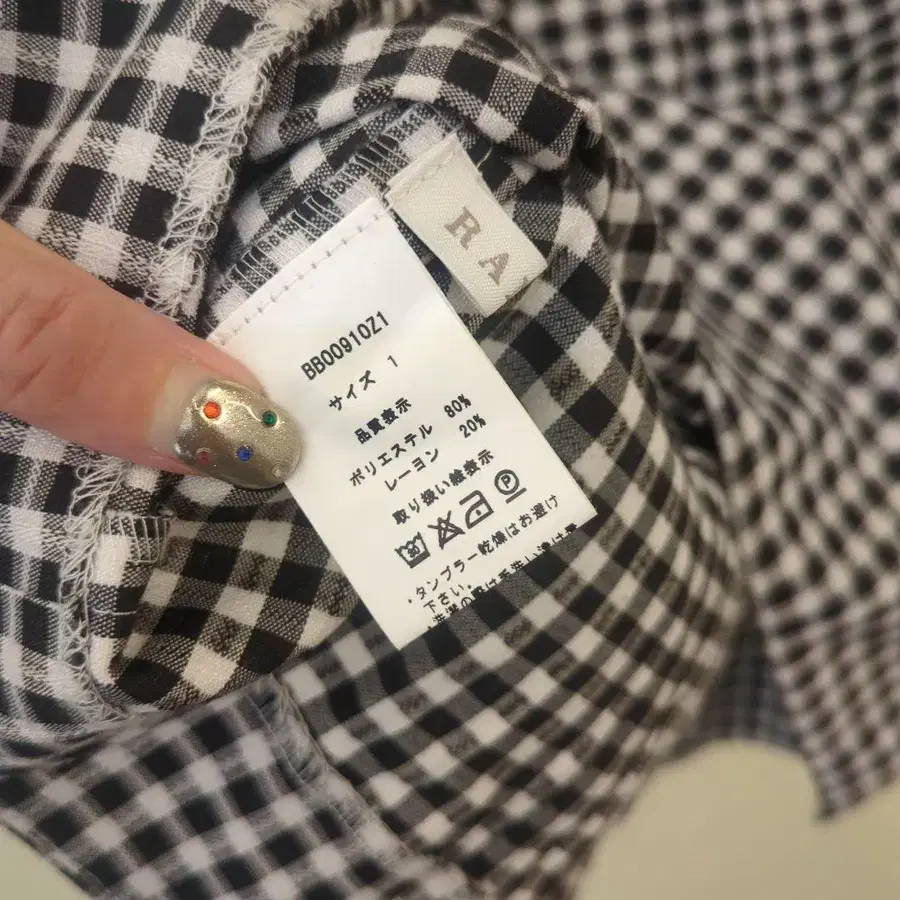 RA
BB00910Z1
サイズ 1
品質表示
ポリエステル 80%
レーヨン 20%
取り扱い絵表示
P
・タンブラー乾燥はお避け
下さい。